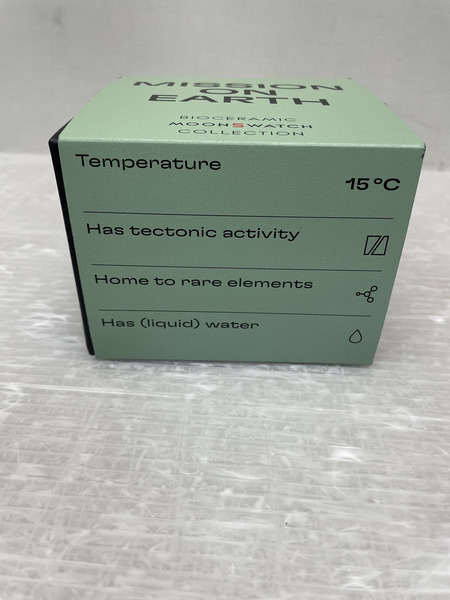 MISSION
ON
EARTH
BIOCERAMIC
MOONSWATCH
COLLECTION
Temperature
15°C
Has tectonic activity
Home to rare elements
Has (liquid) water